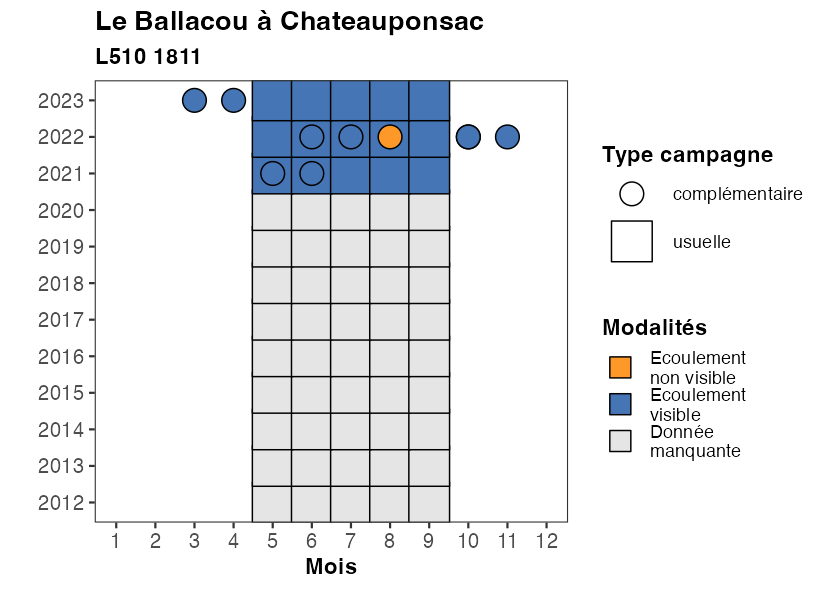 Le Ballacou à Chateauponsac
L510 1811
2023
2022
2021
2020
2019
2018
2017
2016
2015
2014
2013
2012
1 2 3 4 5 6 7 8 9 10 11 12
Mois
Type campagne
complémentaire
usuelle
Modalités
Ecoulement
non visible
Ecoulement
visible
Donnée
manquante